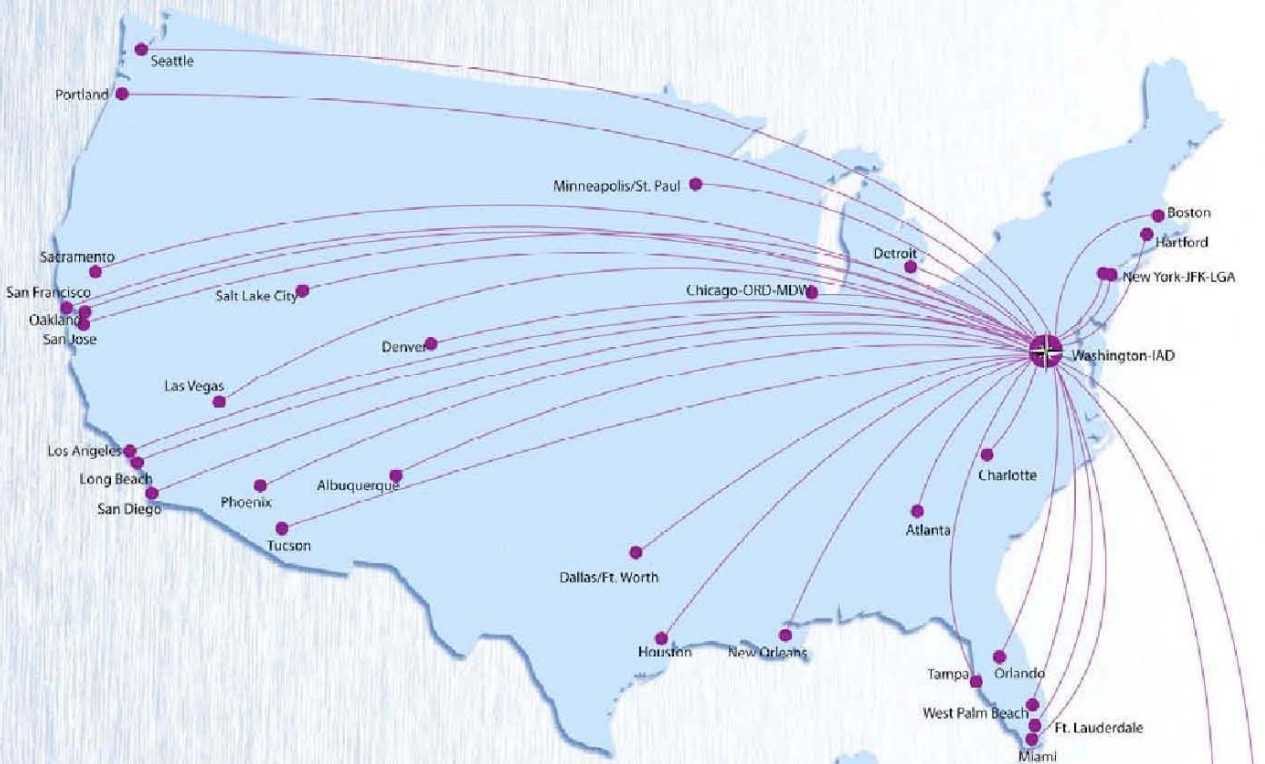 Seattle
Portland
Minneapolis/St. Paul
Boston
Hartford
Sacramento
Detroit
New York-JFK-LGA
San Francisco
Salt Lake City
Chicago-ORD-MDW
Oakland
San Jose
Denver
Washington-IAD
Las Vegas
Los Angeles
Long Beach
Albuquerque
Charlotte
San Diego
Phoenix
Atlanta
Tucson
Dallas/Ft. Worth
Houston
New Orleans
Tampa
Orlando
West Palm Beach
Ft. Lauderdale
Miami